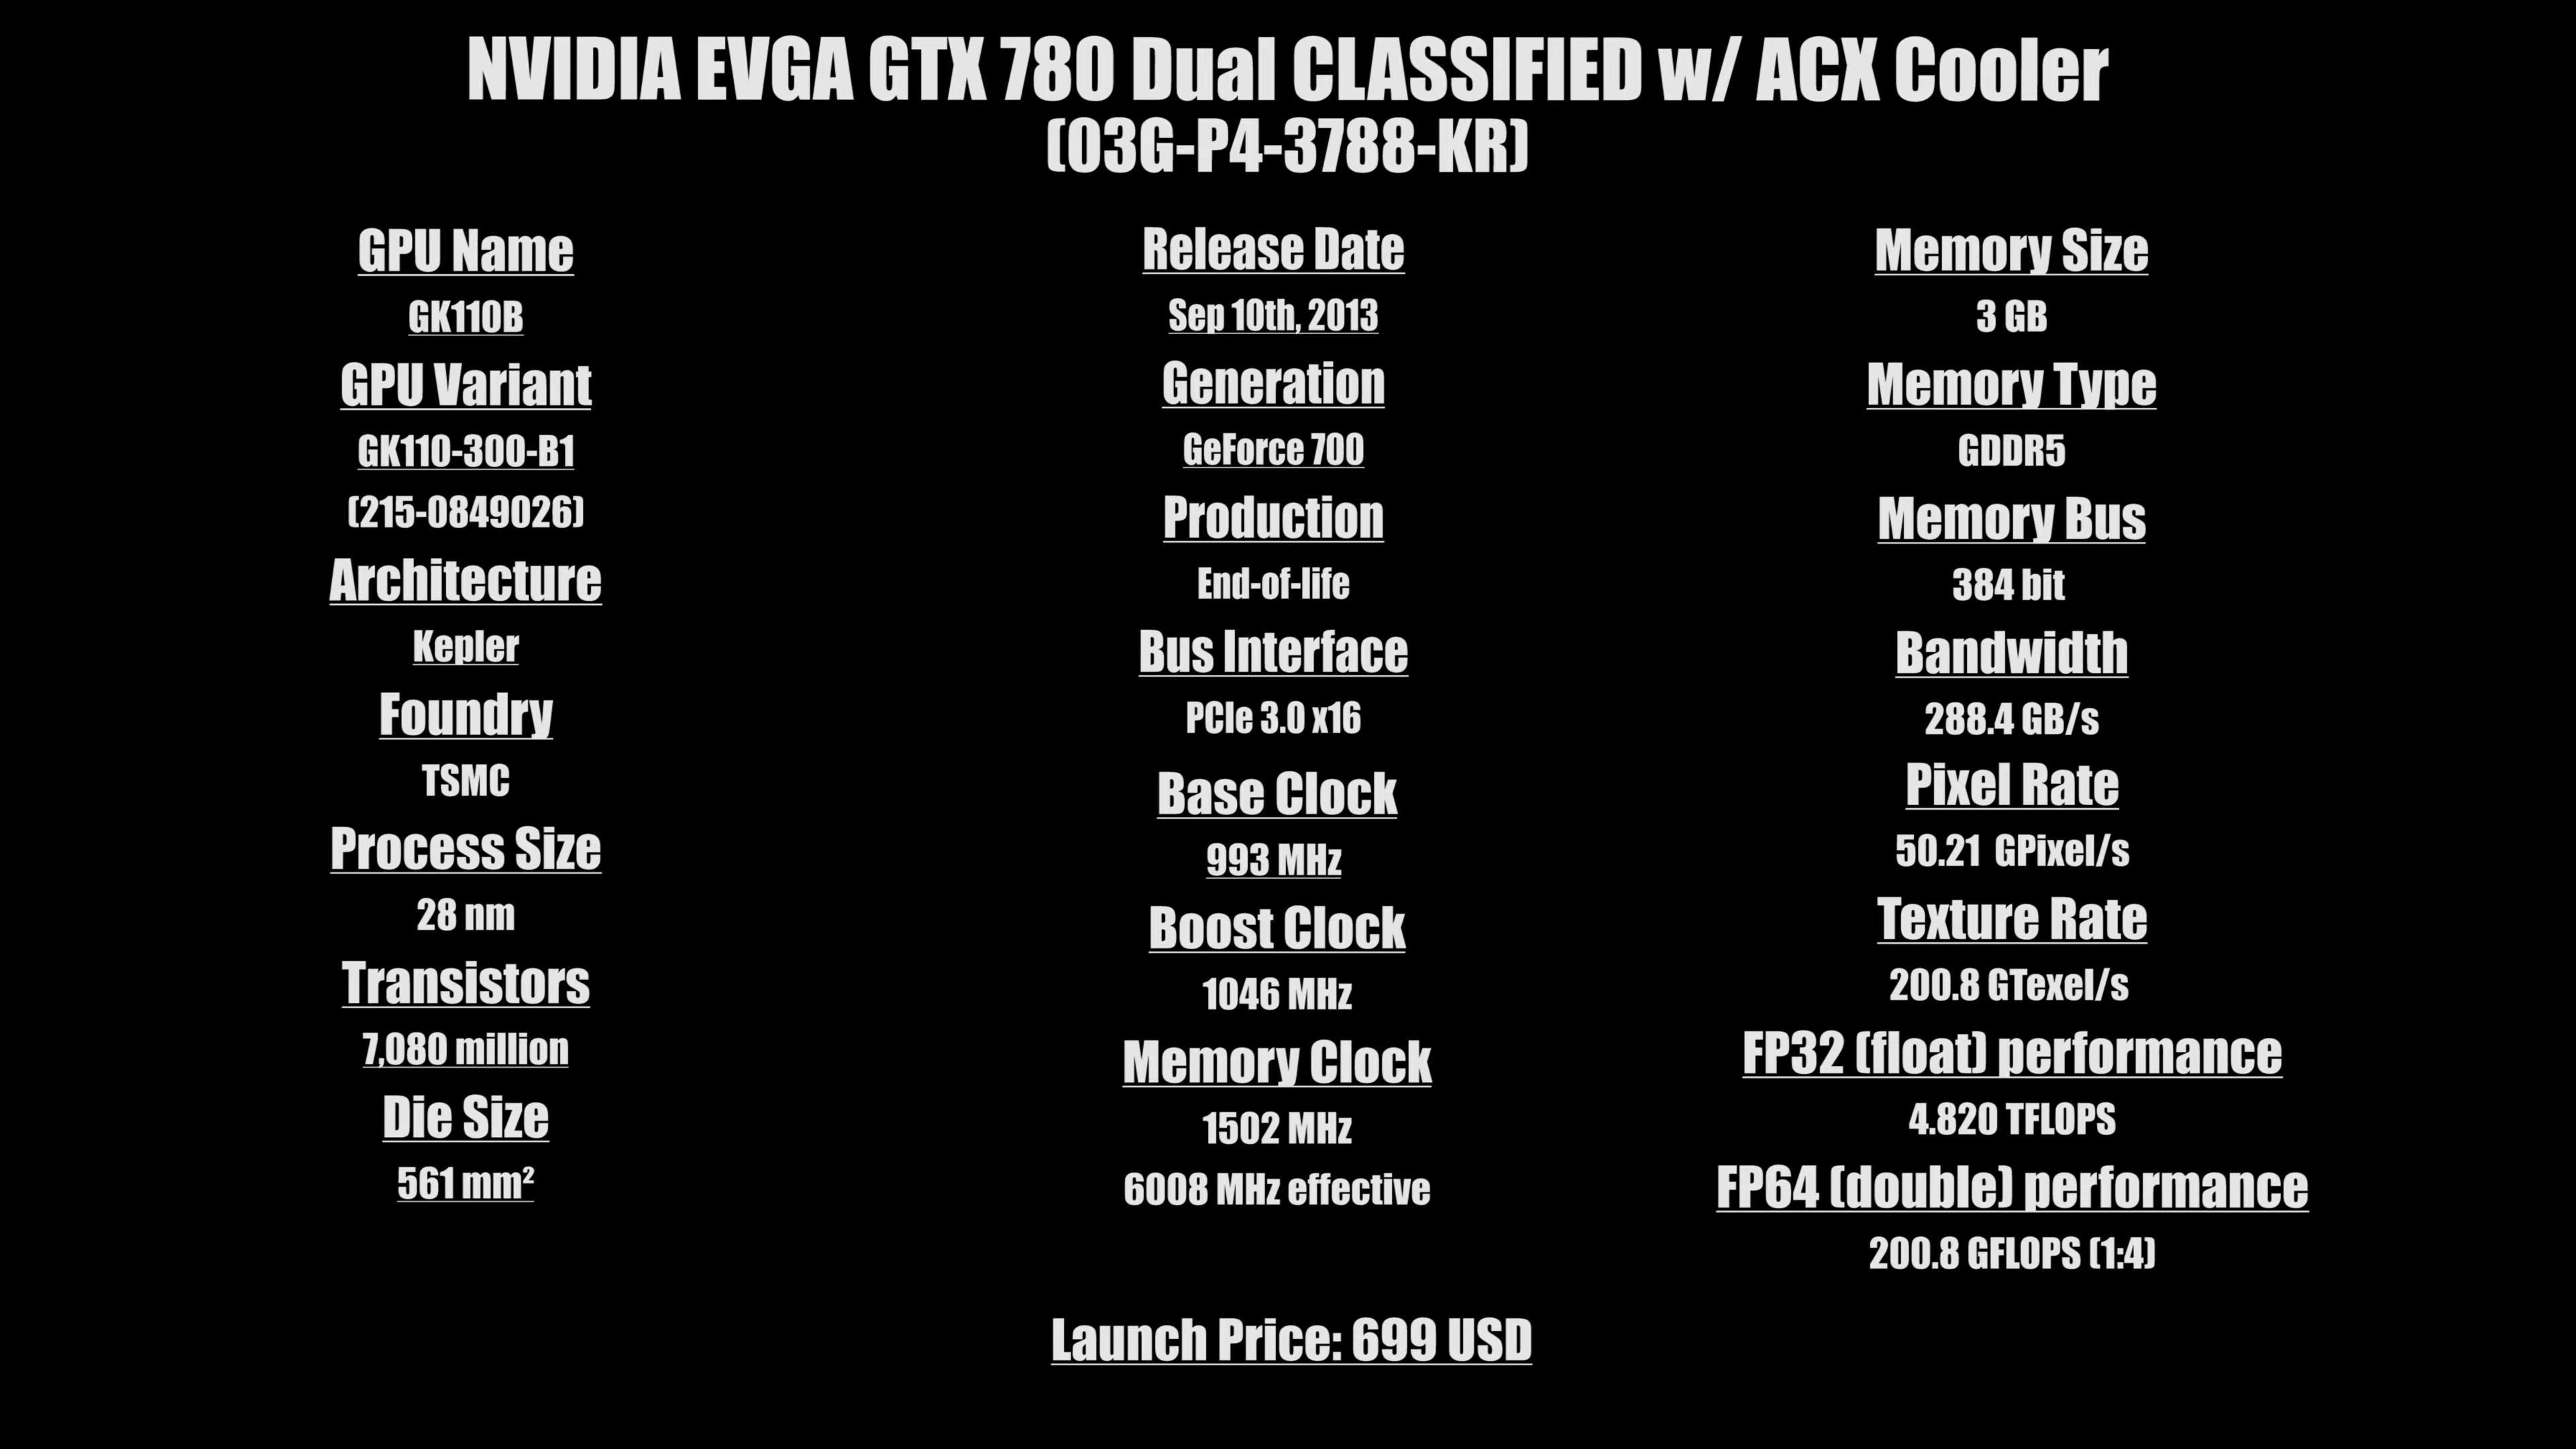 NVIDIA EVGA GTX 780 Dual CLASSIFIED w/ ACX Cooler
(03G-P4-3788-KR)
GPU Name
GK110B
GPU Variant
GK110-300-B1
(215-0849026)
Architecture
Kepler
Foundry
TSMC
Process Size
28 nm
Transistors
7,080 million
Die Size
561 mm²
Release Date
Sep 10th, 2013
Generation
GeForce 700
Production
End-of-life
Bus Interface
PCIe 3.0 x16
Base Clock
993 MHz
Boost Clock
1046 MHz
Memory Clock
1502 MHz
6008 MHz effective
Memory Size
3 GB
Memory Type
GDDR5
Memory Bus
384 bit
Bandwidth
288.4 GB/s
Pixel Rate
50.21 GPixel/s
Texture Rate
200.8 GTexel/s
FP32 (float) performance
4.820 TFLOPS
FP64 (double) performance
200.8 GFLOPS (1:4)
Launch Price: 699 USD